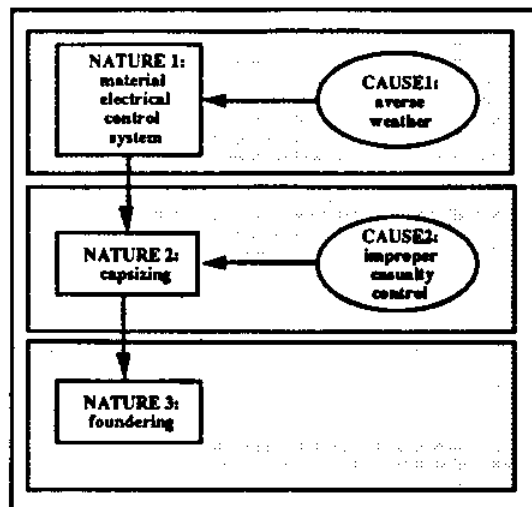 NATURE 1:
material
electrical
control
system
CAUSE1:
averse
weather
NATURE 2:
capsizing
CAUSE2:
improper
casualty
control
NATURE 3:
foundering